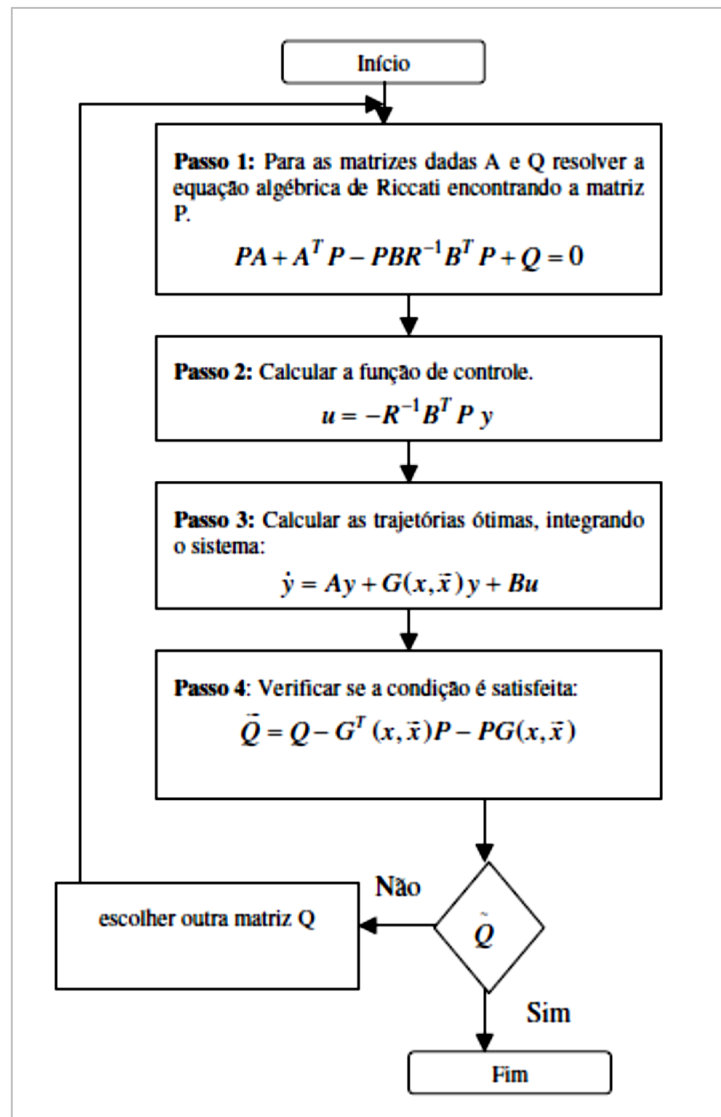 Início
Passo 1: Para as matrizes dadas A e Q resolver a
equação algébrica de Riccati encontrando a matriz
P.
PA + A^T P − PBR^{−1}B^T P + Q = 0
Passo 2: Calcular a função de controle.
u = −R^{−1}B^T P y
Passo 3: Calcular as trajetórias ótimas, integrando
o sistema:
ẏ = Ay + G(x, x̄)y + Bu
Passo 4: Verificar se a condição é satisfeita:
Q̃ = Q − G^T (x, x̄)P − PG(x, x̄)
Não
escolher outra matriz Q
Q̃
Sim
Fim